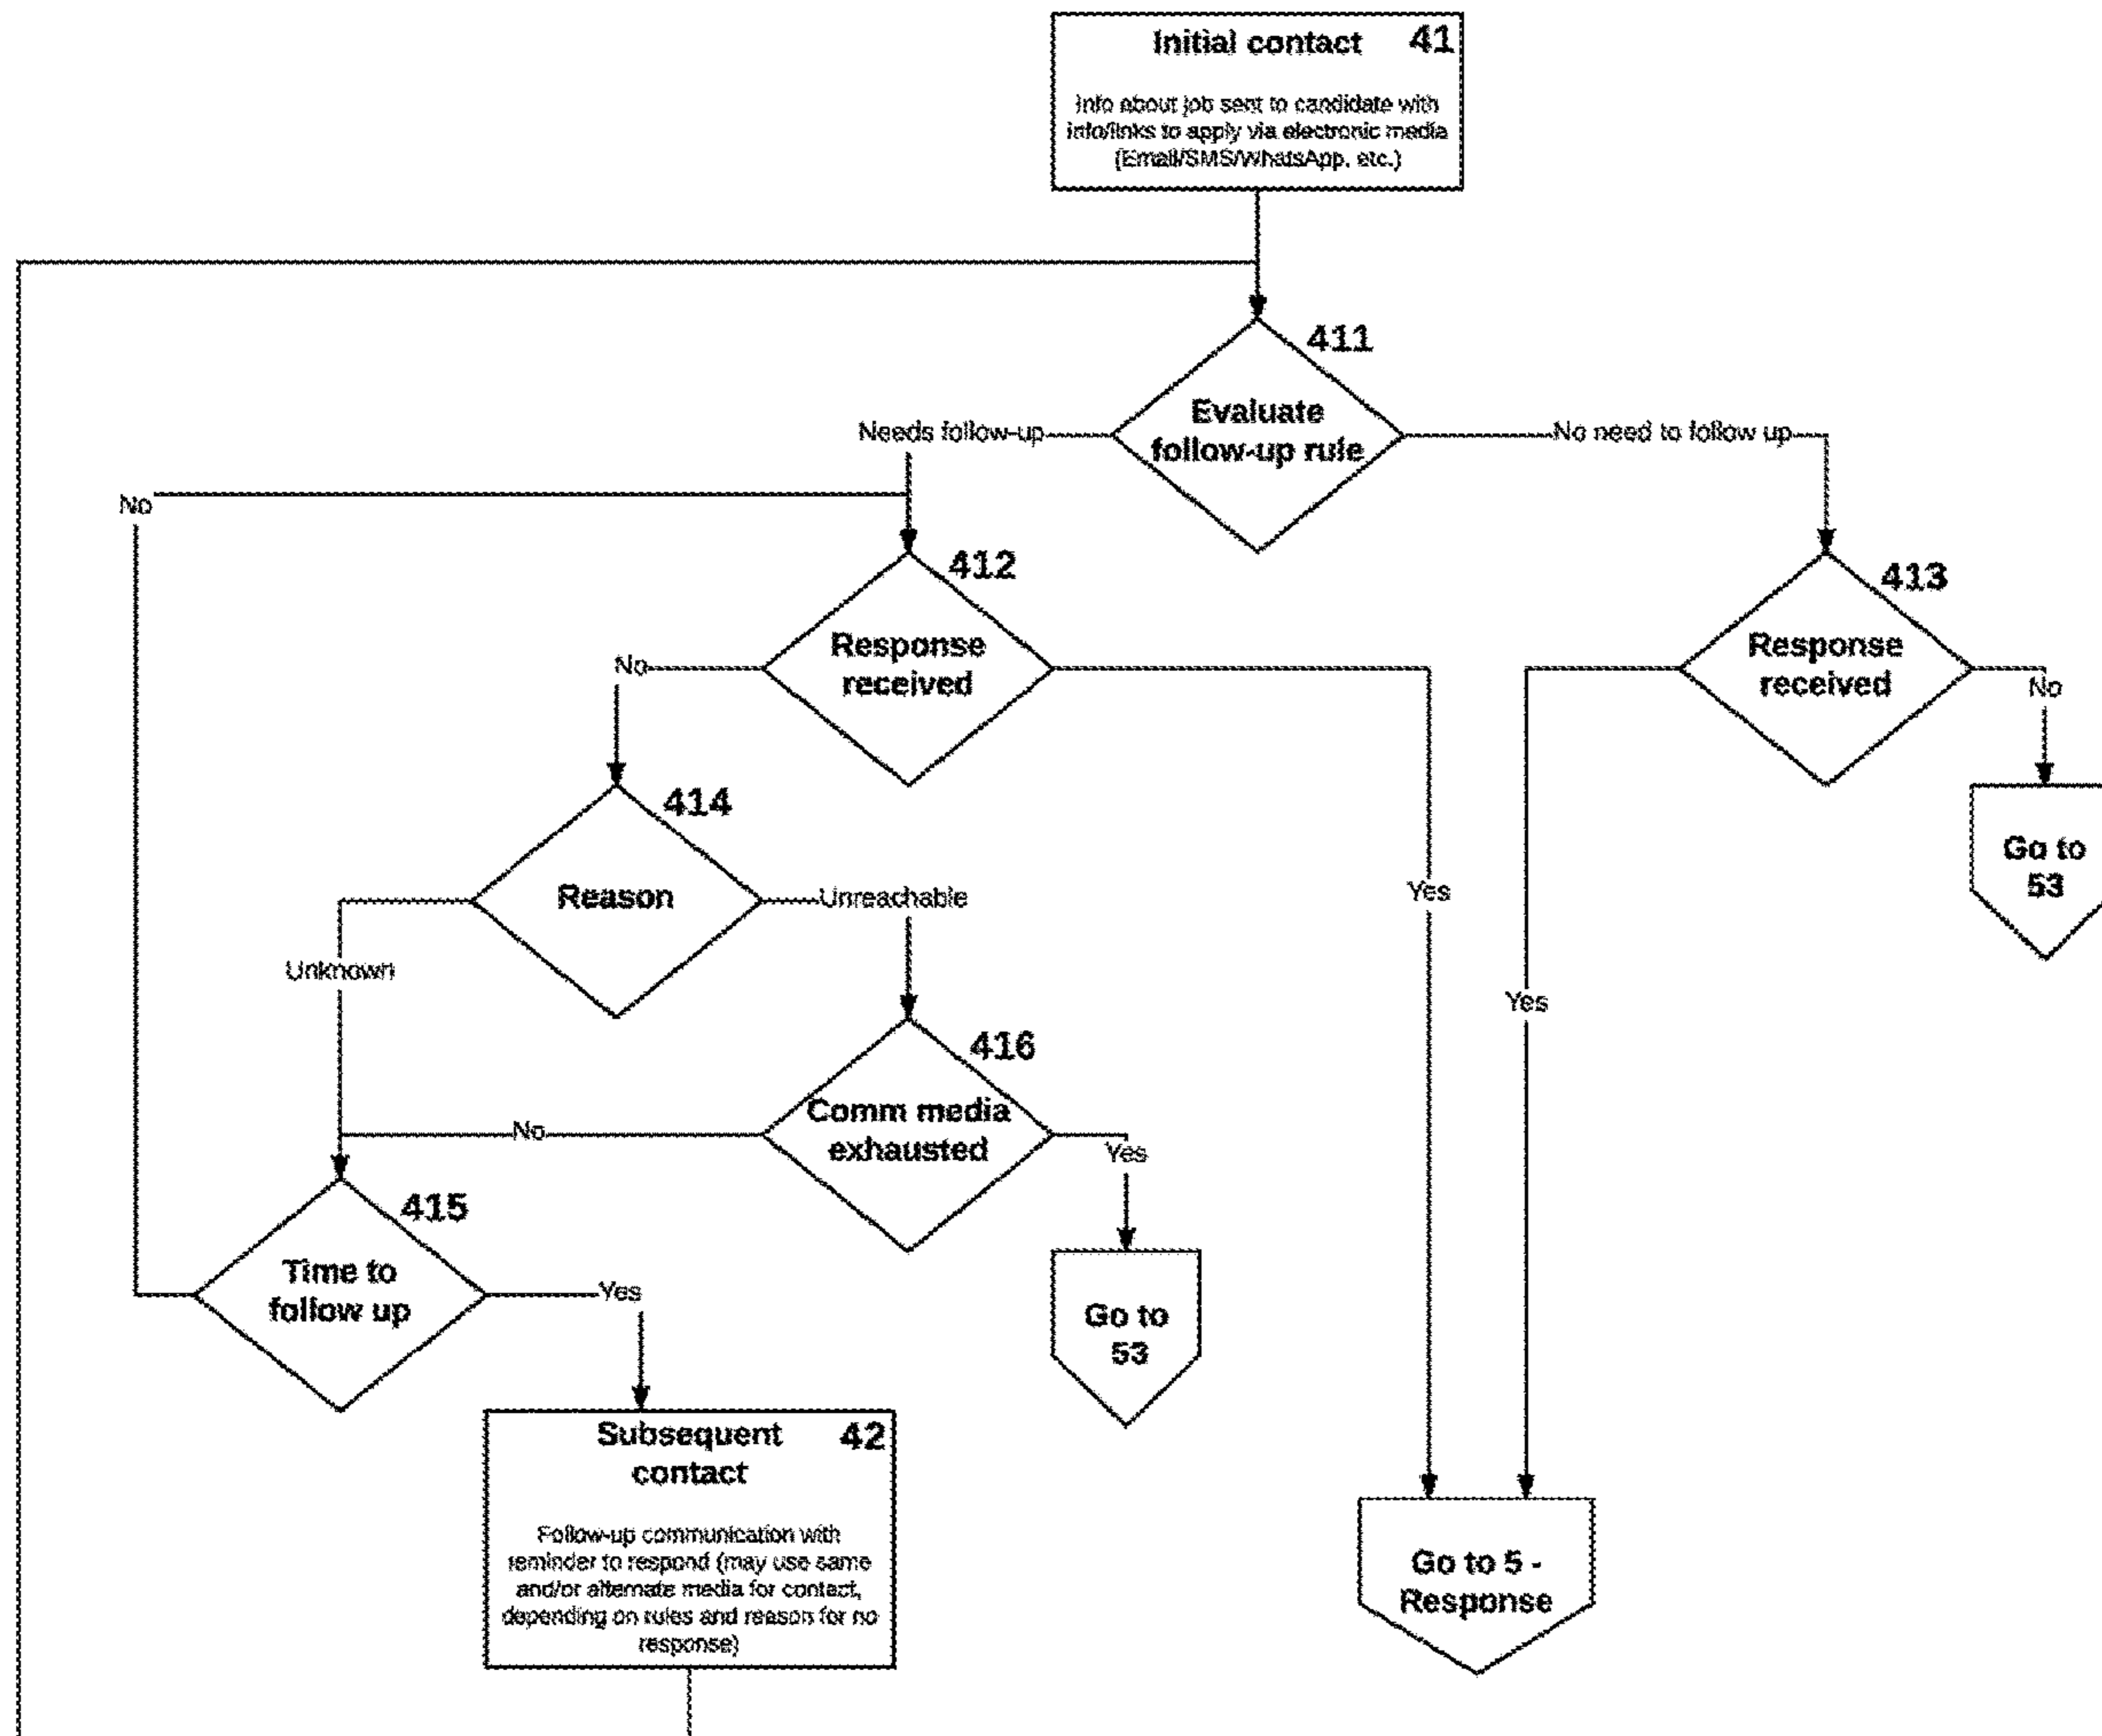 Initial contact 41
Info about job sent to candidate with
info/links to apply via electronic media
(Email/SMS/WhatsApp, etc.)
411
Evaluate
follow-up rule
Needs follow-up
No need to follow up
No
412
Response
received
413
Response
received
No
No
414
Reason
Go to
53
Unreachable
Yes
Unknown
Yes
416
Comm media
exhausted
No
Yes
415
Time to
follow up
Yes
Go to
53
Subsequent 42
contact
Follow-up communication with
reminder to respond (may use same
and/or alternate media for contact,
depending on rules and reason for no
response)
Go to 5 -
Response